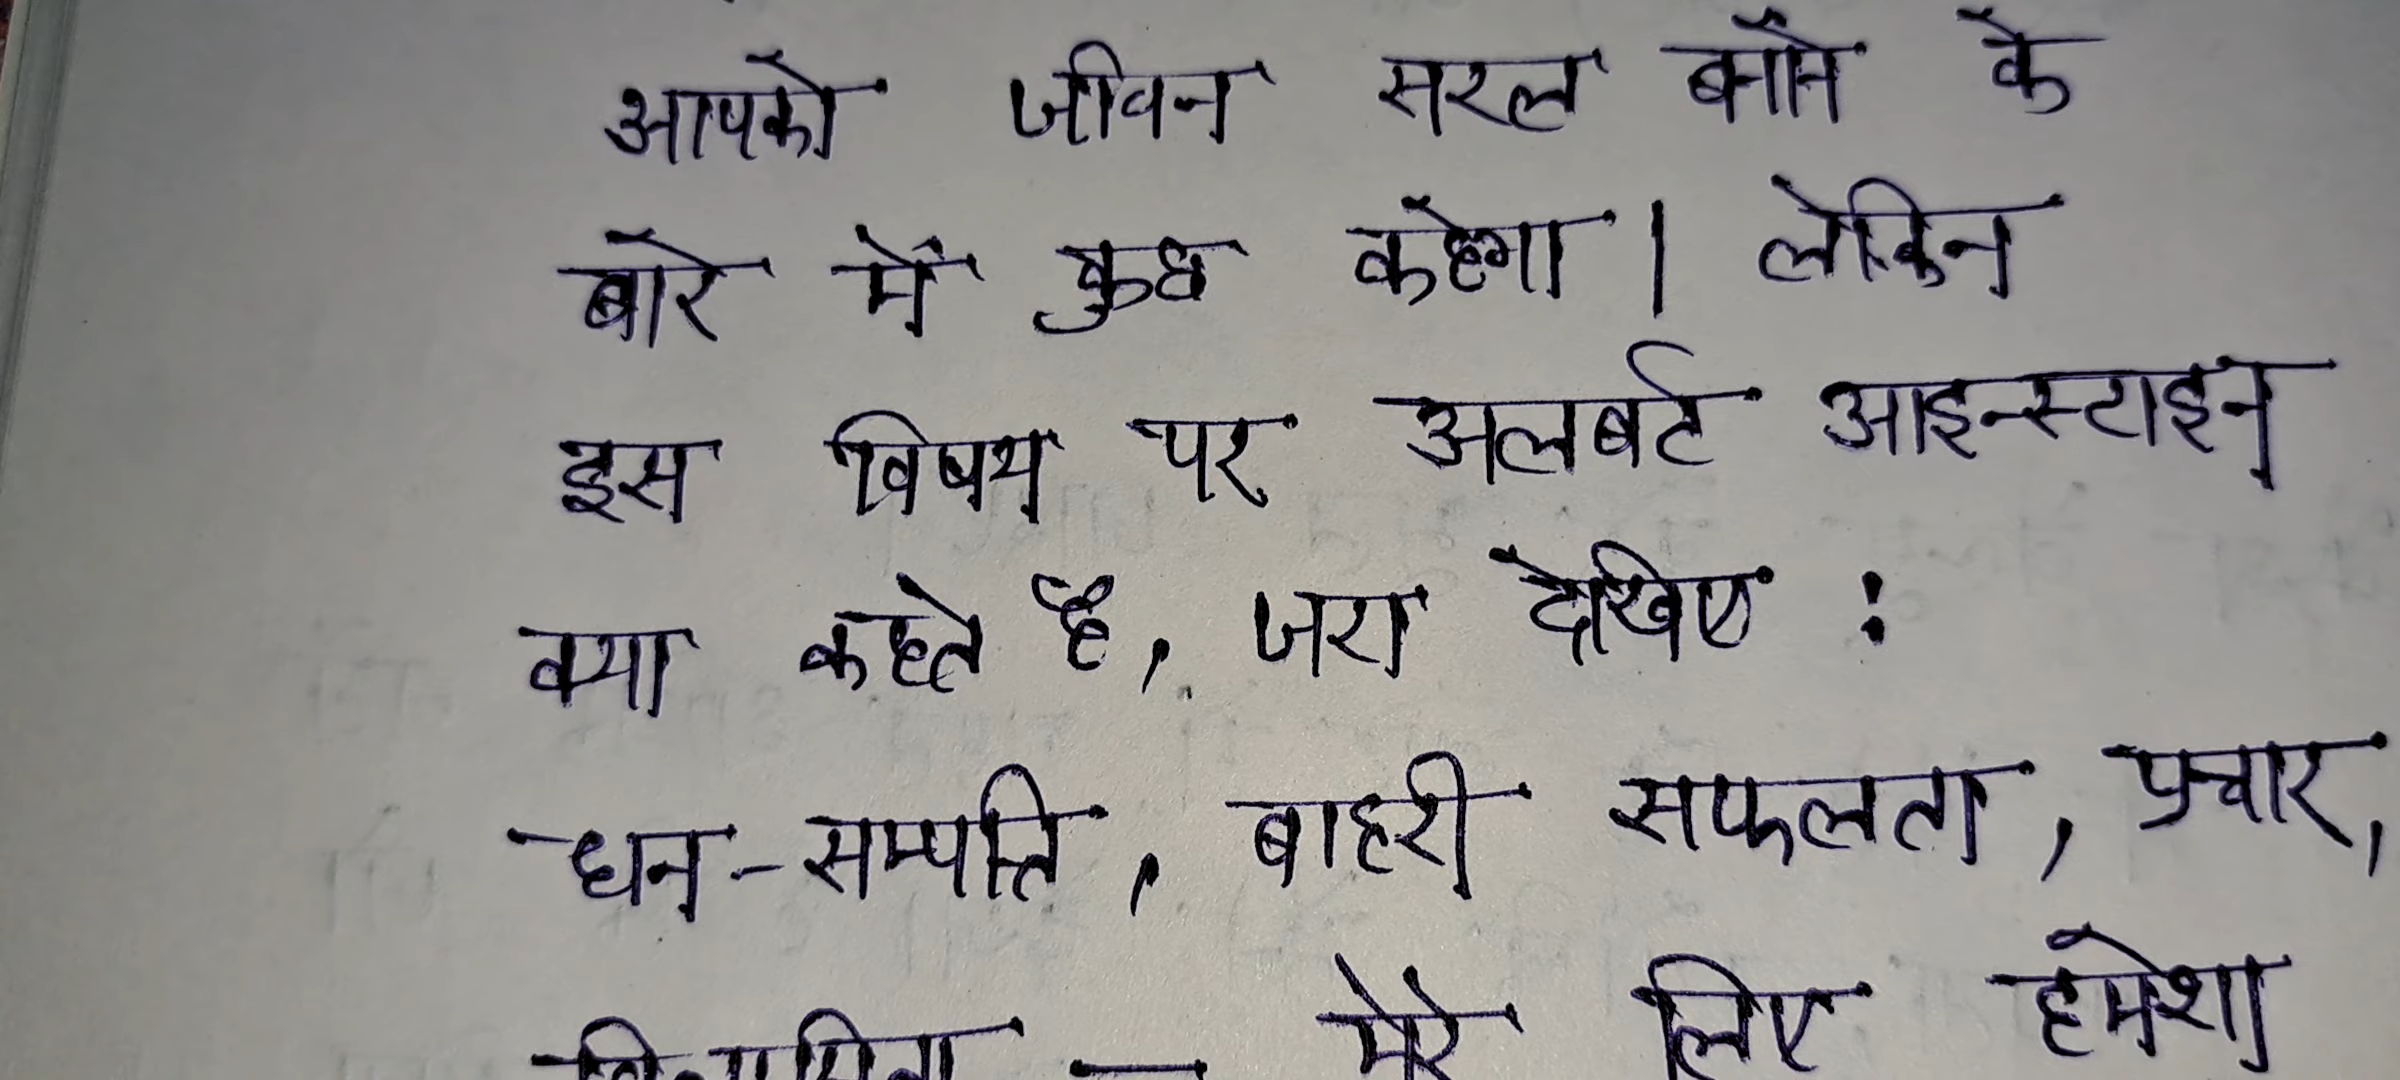 आपको जीवन सरल बनाने के
बारे में कुछ कहेगा । लेकिन
इस विषय पर अलबर्ट आइन्स्टाइन
क्या कहते है, जरा देखिए :
धन-सम्पत्ति, बाहरी सफलता, प्रचार,
मेरे लिए हमेशा